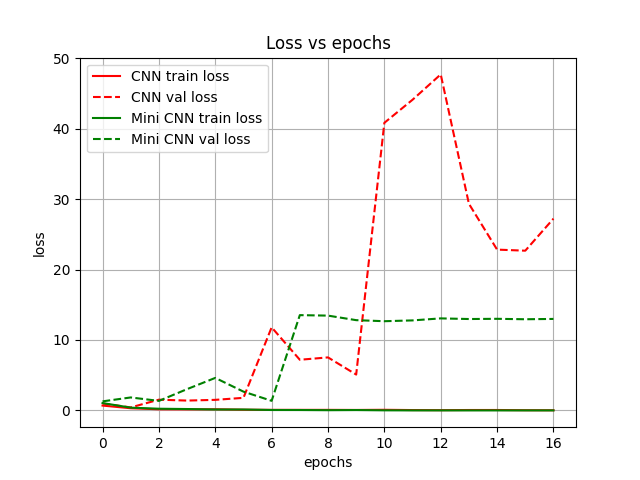 Loss vs epochs
CNN train loss
CNN val loss
Mini CNN train loss
Mini CNN val loss
50
40
30
20
10
0
loss
0 2 4 6 8 10 12 14 16
epochs